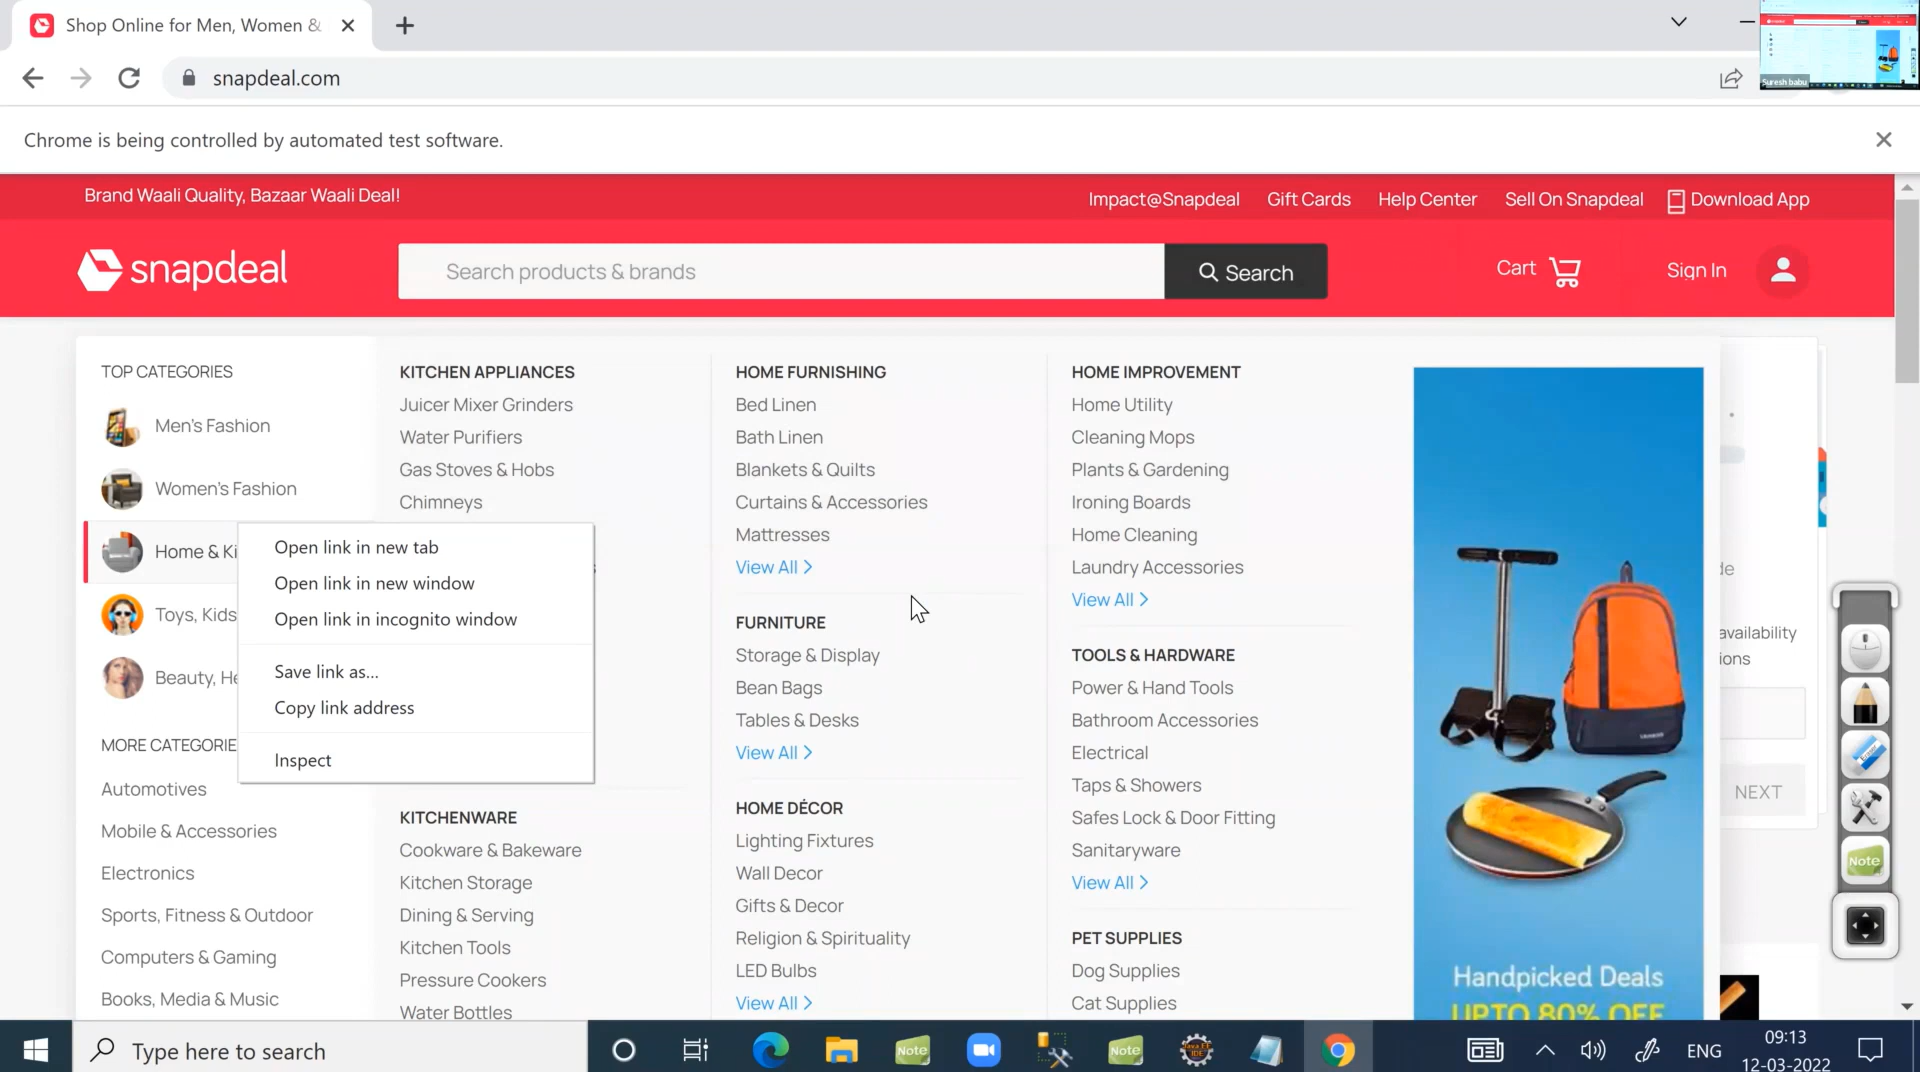 Shop Online for Men, Women &
snapdeal.com
Suresh babu
Chrome is being controlled by automated test software.
Brand Waali Quality, Bazaar Waali Deal!
Impact@Snapdeal
Gift Cards
Help Center
Sell On Snapdeal
Download App
snapdeal
Search products & brands
Search
Cart
Sign In
TOP CATEGORIES
Men's Fashion
Women's Fashion
Home & Ki
Toys, Kids
Beauty, He
MORE CATEGORIE
Automotives
Mobile & Accessories
Electronics
Sports, Fitness & Outdoor
Computers & Gaming
Books, Media & Music
Open link in new tab
Open link in new window
Open link in incognito window
Save link as...
Copy link address
Inspect
KITCHEN APPLIANCES
Juicer Mixer Grinders
Water Purifiers
Gas Stoves & Hobs
Chimneys
KITCHENWARE
Cookware & Bakeware
Kitchen Storage
Dining & Serving
Kitchen Tools
Pressure Cookers
Water Bottles
HOME FURNISHING
Bed Linen
Bath Linen
Blankets & Quilts
Curtains & Accessories
Mattresses
View All >
FURNITURE
Storage & Display
Bean Bags
Tables & Desks
View All >
HOME DÉCOR
Lighting Fixtures
Wall Decor
Gifts & Decor
Religion & Spirituality
LED Bulbs
View All >
HOME IMPROVEMENT
Home Utility
Cleaning Mops
Plants & Gardening
Ironing Boards
Home Cleaning
Laundry Accessories
View All >
TOOLS & HARDWARE
Power & Hand Tools
Bathroom Accessories
Electrical
Taps & Showers
Safes Lock & Door Fitting
Sanitaryware
View All >
PET SUPPLIES
Dog Supplies
Cat Supplies
Handpicked Deals
UPTO 80% OFF
de
availability
ions
NEXT
Note
Type here to search
Note
Note
ENG
09:13
12-03-2022